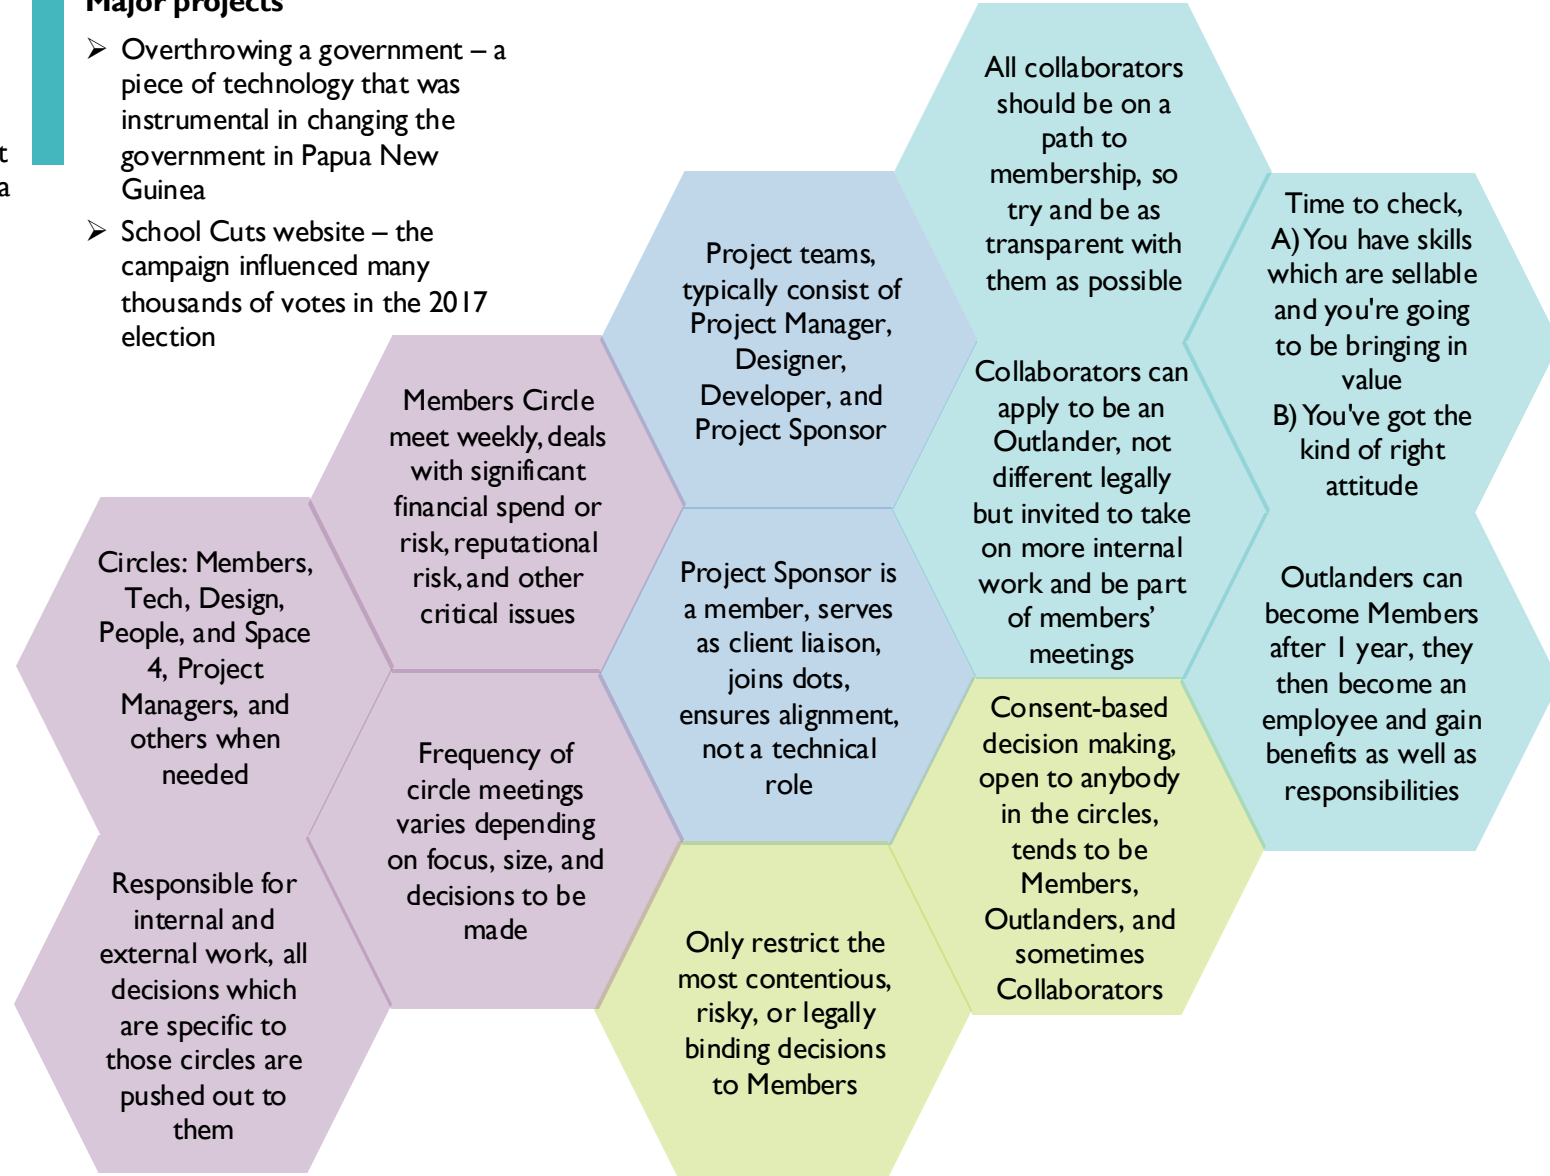 Major projects
➢ Overthrowing a government – a
piece of technology that was
instrumental in changing the
government in Papua New
Guinea
➢ School Cuts website – the
campaign influenced many
thousands of votes in the 2017
election
t
a
All collaborators
should be on a
path to
membership, so
try and be as
transparent with
them as possible
Time to check,
A) You have skills
which are sellable
and you're going
to be bringing in
value
B) You've got the
kind of right
attitude
Project teams,
typically consist of
Project Manager,
Designer,
Developer, and
Project Sponsor
Collaborators can
apply to be an
Outlander, not
different legally
but invited to take
on more internal
work and be part
of members’
meetings
Members Circle
meet weekly, deals
with significant
financial spend or
risk, reputational
risk, and other
critical issues
Circles: Members,
Tech, Design,
People, and Space
4, Project
Managers, and
others when
needed
Project Sponsor is
a member, serves
as client liaison,
joins dots,
ensures alignment,
not a technical
role
Outlanders can
become Members
after 1 year, they
then become an
employee and gain
benefits as well as
responsibilities
Frequency of
circle meetings
varies depending
on focus, size, and
decisions to be
made
Consent-based
decision making,
open to anybody
in the circles,
tends to be
Members,
Outlanders, and
sometimes
Collaborators
Responsible for
internal and
external work, all
decisions which
are specific to
those circles are
pushed out to
them
Only restrict the
most contentious,
risky, or legally
binding decisions
to Members